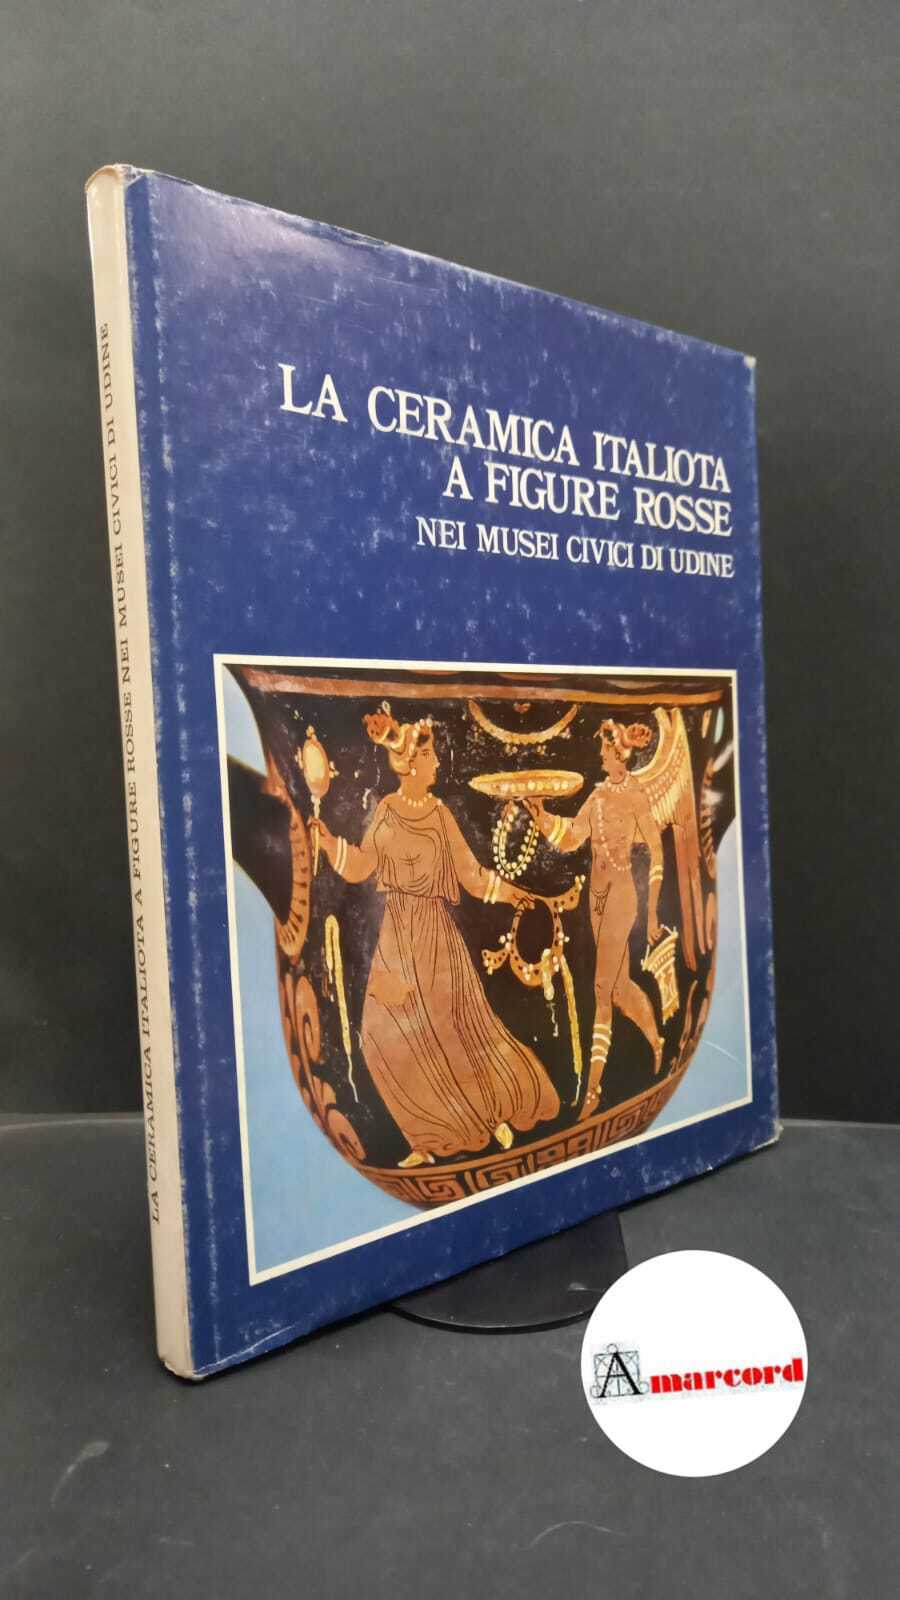 LA CERAMICA ITALIOTA
A FIGURE ROSSE
NEI MUSEI CIVICI DI UDINE
LA CERAMICA ITALIOTA A FIGURE ROSSE NEI MUSEI CIVICI DI UDINE
Amarcord